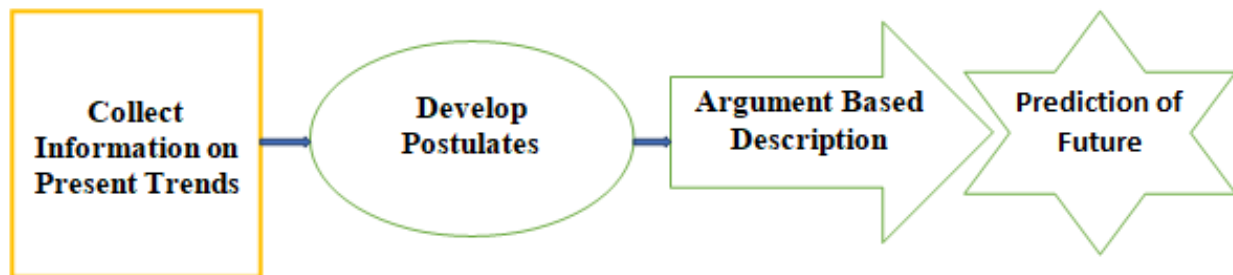 Collect
Information on
Present Trends
Develop
Postulates
Argument Based
Description
Prediction of
Future